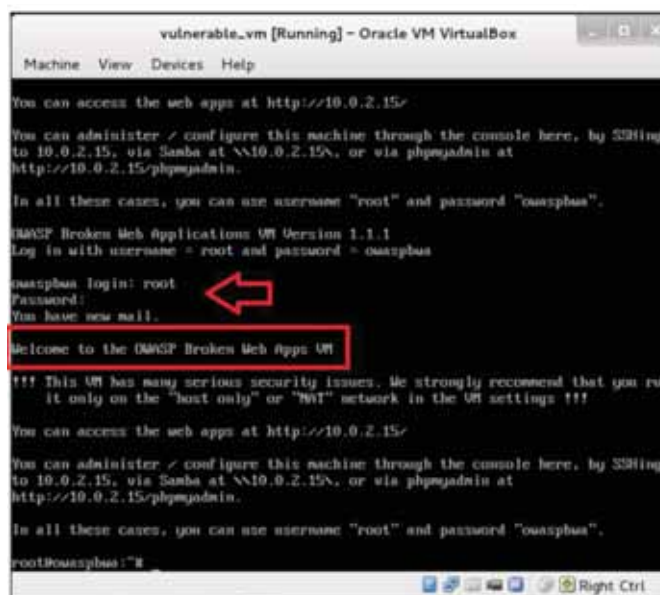 vulnerable_vm [Running] - Oracle VM VirtualBox
Machine View Devices Help
You can access the web apps at http://10.0.2.15/
You can administer / configure this machine through the console here, by SSHing
to 10.0.2.15, via Samba at \\10.0.2.15\, or via phpmyadmin at
http://10.0.2.15/phpmyadmin.
In all these cases, you can use username "root" and password "owaspbwa".
OWASP Broken Web Applications VM Version 1.1.1
Log in with username = root and password = owaspbwa
owaspbwa login: root
Password:
You have new mail.
Welcome to the OWASP Broken Web Apps VM
!!! This VM has many serious security issues. We strongly recommend that you ru
it only on the "host only" or "NAT" network in the VM settings !!!
You can access the web apps at http://10.0.2.15/
You can administer / configure this machine through the console here, by SSHing
to 10.0.2.15, via Samba at \\10.0.2.15\, or via phpmyadmin at
http://10.0.2.15/phpmyadmin.
In all these cases, you can use username "root" and password "owaspbwa".
root@owaspbwa:~# _
Right Ctrl